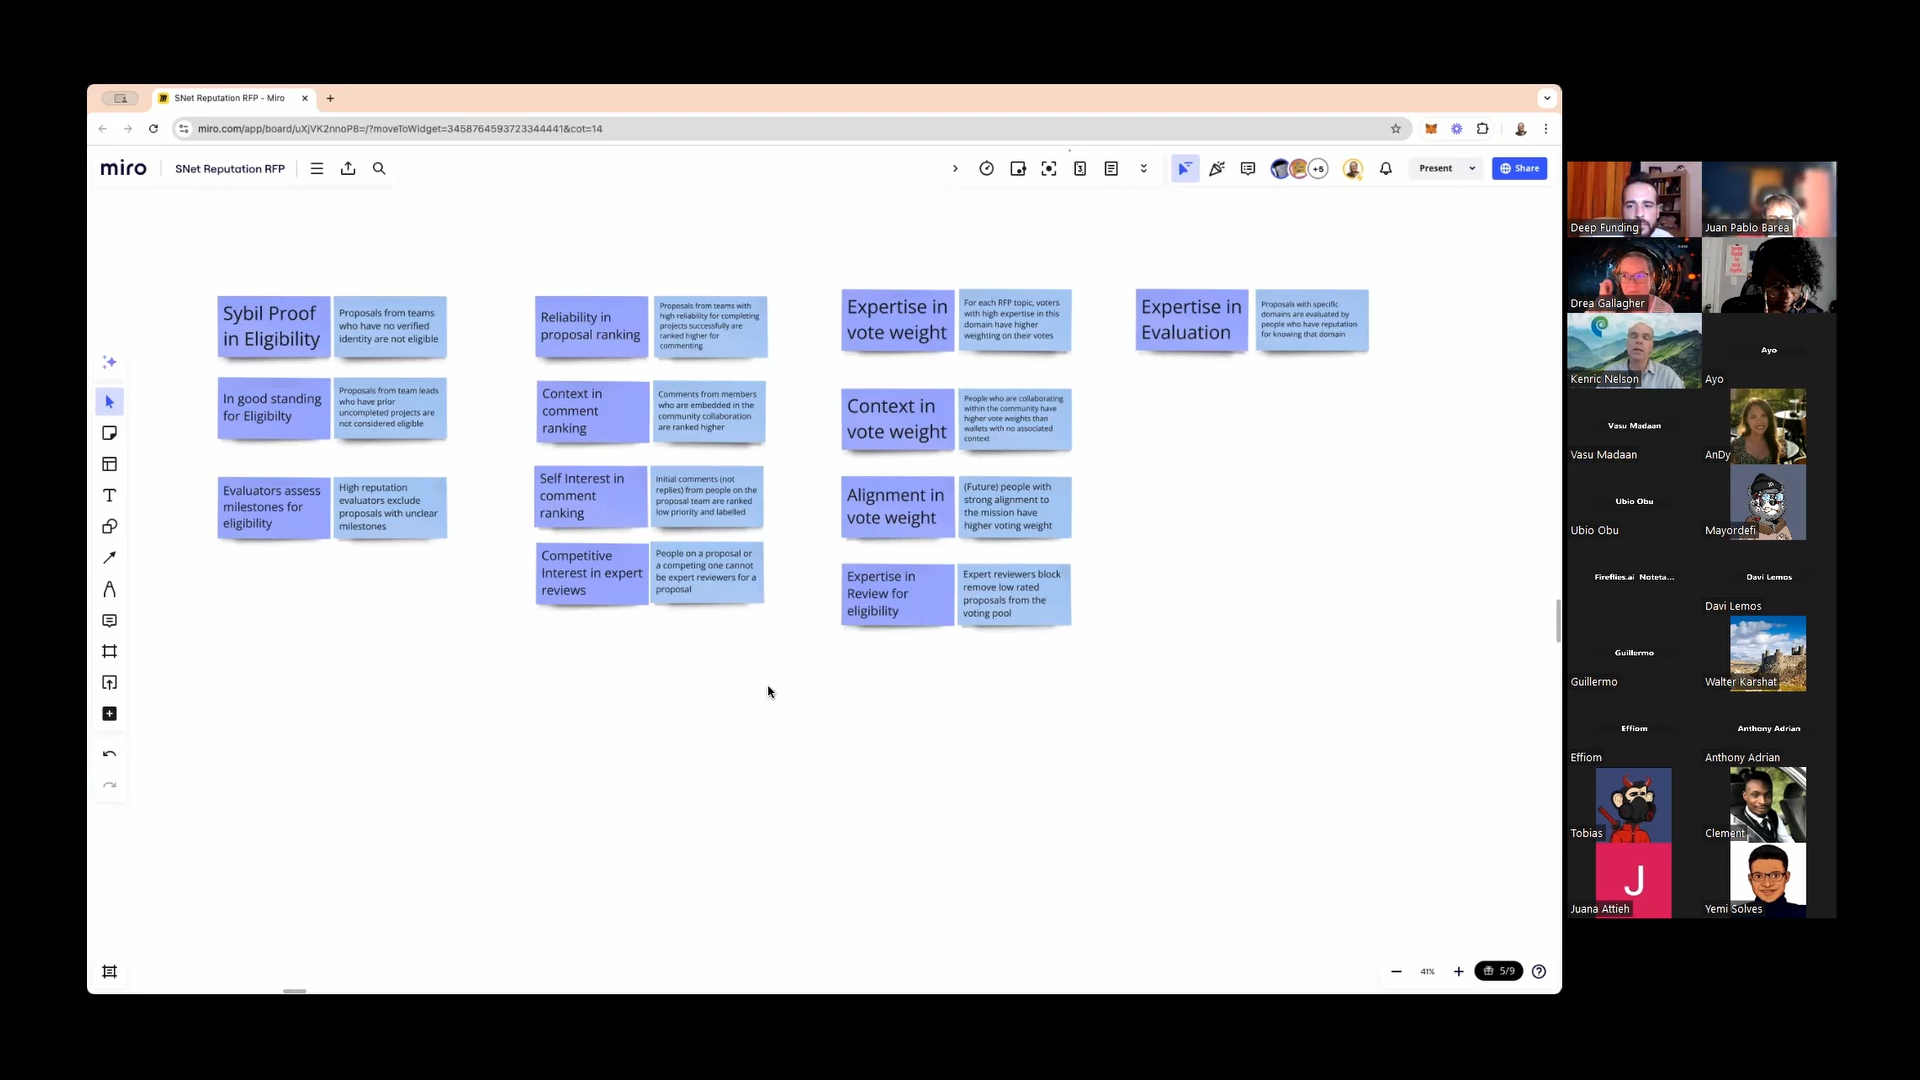 SNet Reputation RFP - Miro
miro.com/app/board/uXjVK2nnoP8=/?moveToWidget=3458764593723344441&cot=14
miro
SNet Reputation RFP
+5
Present
Share
Sybil Proof
in Eligibility
Proposals from teams
who have no verified
identity are not eligible
In good standing
for Eligibilty
Proposals from team leads
who have prior
uncompleted projects are
not considered eligible
Evaluators assess
milestones for
eligibility
High reputation
evaluators exclude
proposals with unclear
milestones
Reliability in
proposal ranking
Proposals from teams with
high reliability for completing
projects successfully are
ranked higher for
commenting
Context in
comment
ranking
Comments from members
who are embedded in the
community collaboration
are ranked higher
Self Interest in
comment
ranking
Initial comments (not
replies) from people on the
proposal team are ranked
low priority and labelled
Competitive
Interest in expert
reviews
People on a proposal or
a competing one cannot
be expert reviewers for a
proposal
Expertise in
vote weight
For each RFP topic, voters
with high expertise in this
domain have higher
weighting on their votes
Context in
vote weight
People who are collaborating
within the community have
higher vote weights than
wallets with no associated
context
Alignment in
vote weight
(Future) people with
strong alignment to
the mission have
higher voting weight
Expertise in
Review for
eligibility
Expert reviewers block
remove low rated
proposals from the
voting pool
Expertise in
Evaluation
Proposals with specific
domains are evaluated by
people who have reputation
for knowing that domain
41%
5/9
Deep Funding
Juan Pablo Barea
Drea Gallagher
Kenric Nelson
Ayo
Ayo
Vasu Madaan
Vasu Madaan
AnDy
Ubio Obu
Ubio Obu
Mayordefi
Fireflies.ai Noteta...
Davi Lemos
Davi Lemos
Guillermo
Guillermo
Walter Karshat
Effiom
Effiom
Anthony Adrian
Anthony Adrian
Tobias
Clement
J
Juana Attieh
Yemi Solves